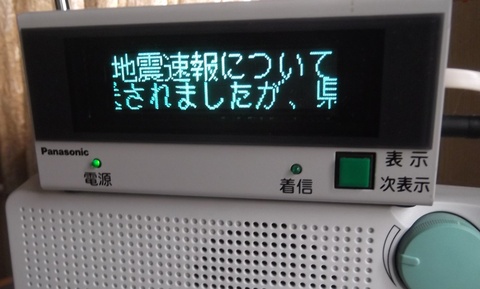 地震速報について
されましたが、県
Panasonic
電源
着信
表示
次表示